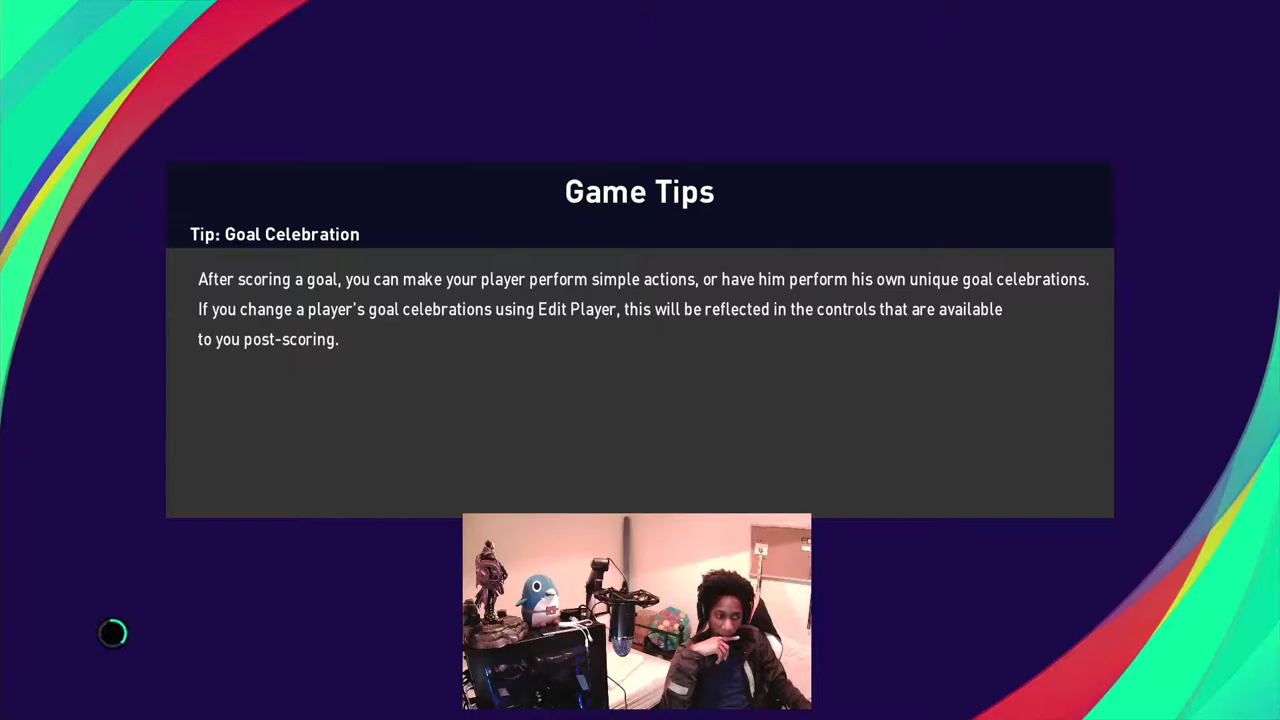 Game Tips
Tip: Goal Celebration
After scoring a goal, you can make your player perform simple actions, or have him perform his own unique goal celebrations.
If you change a player's goal celebrations using Edit Player, this will be reflected in the controls that are available
to you post-scoring.